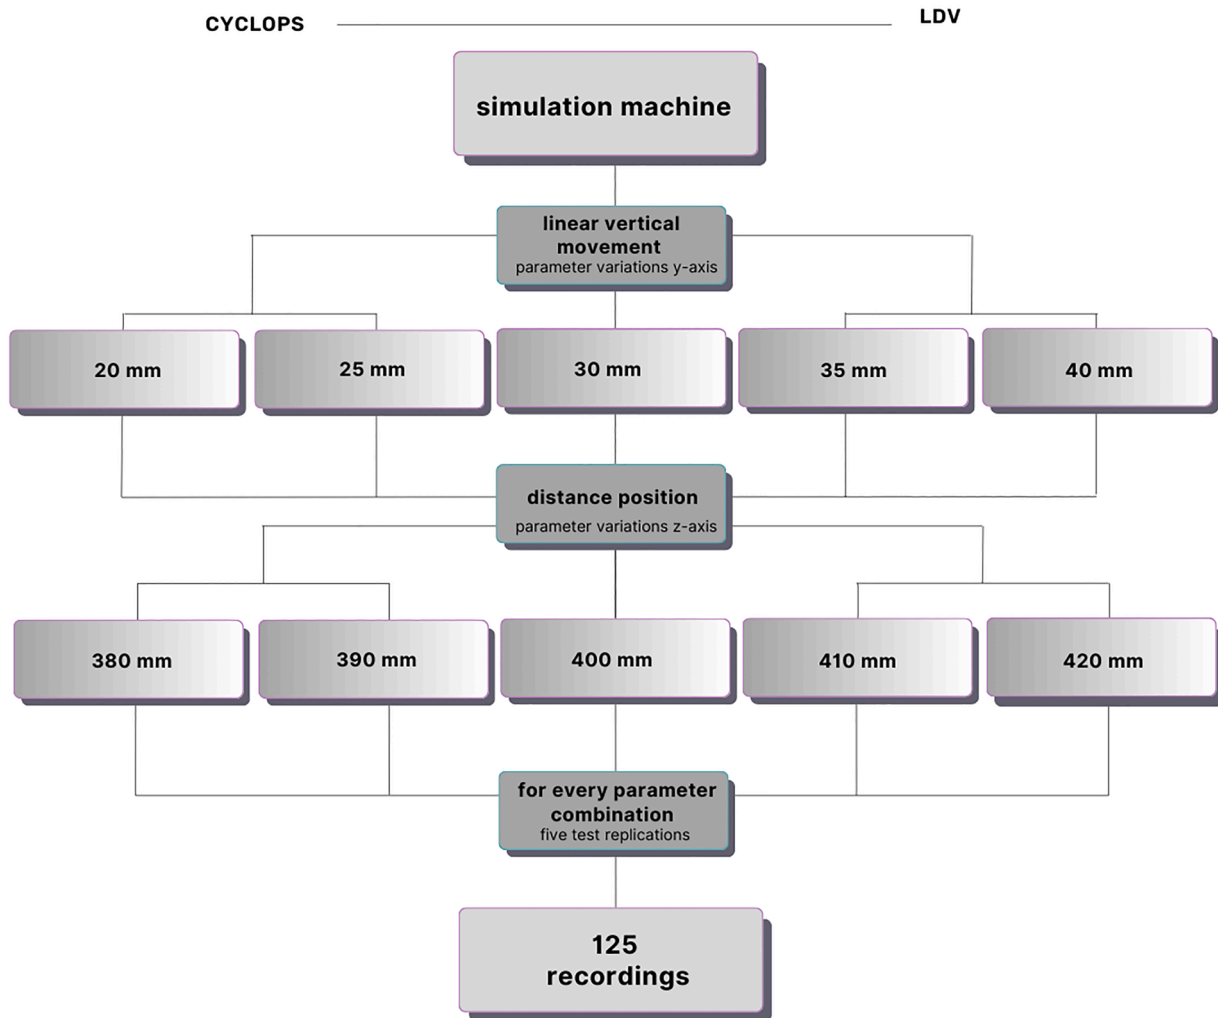 CYCLOPS
LDV
simulation machine
linear vertical
movement
parameter variations y-axis
20 mm
25 mm
30 mm
35 mm
40 mm
distance position
parameter variations z-axis
380 mm
390 mm
400 mm
410 mm
420 mm
for every parameter
combination
five test replications
125
recordings